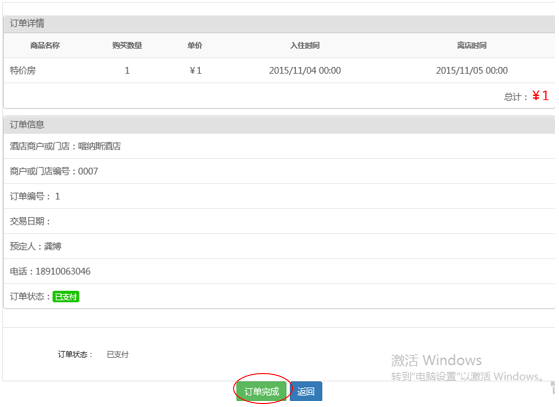 订单详情
商品名称 购买数量 单价 入住时间 离店时间
特价房 1 ￥1 2015/11/04 00:00 2015/11/05 00:00
总计：￥1
订单信息
酒店商户或门店：喀纳斯酒店
商户或门店编号：0007
订单编号： 1
交易日期：
预定人：龚博
电话：18910063046
订单状态：已支付
订单状态： 已支付
激活 Windows
转到"电脑设置"以激活 Windows。
订单完成 返回